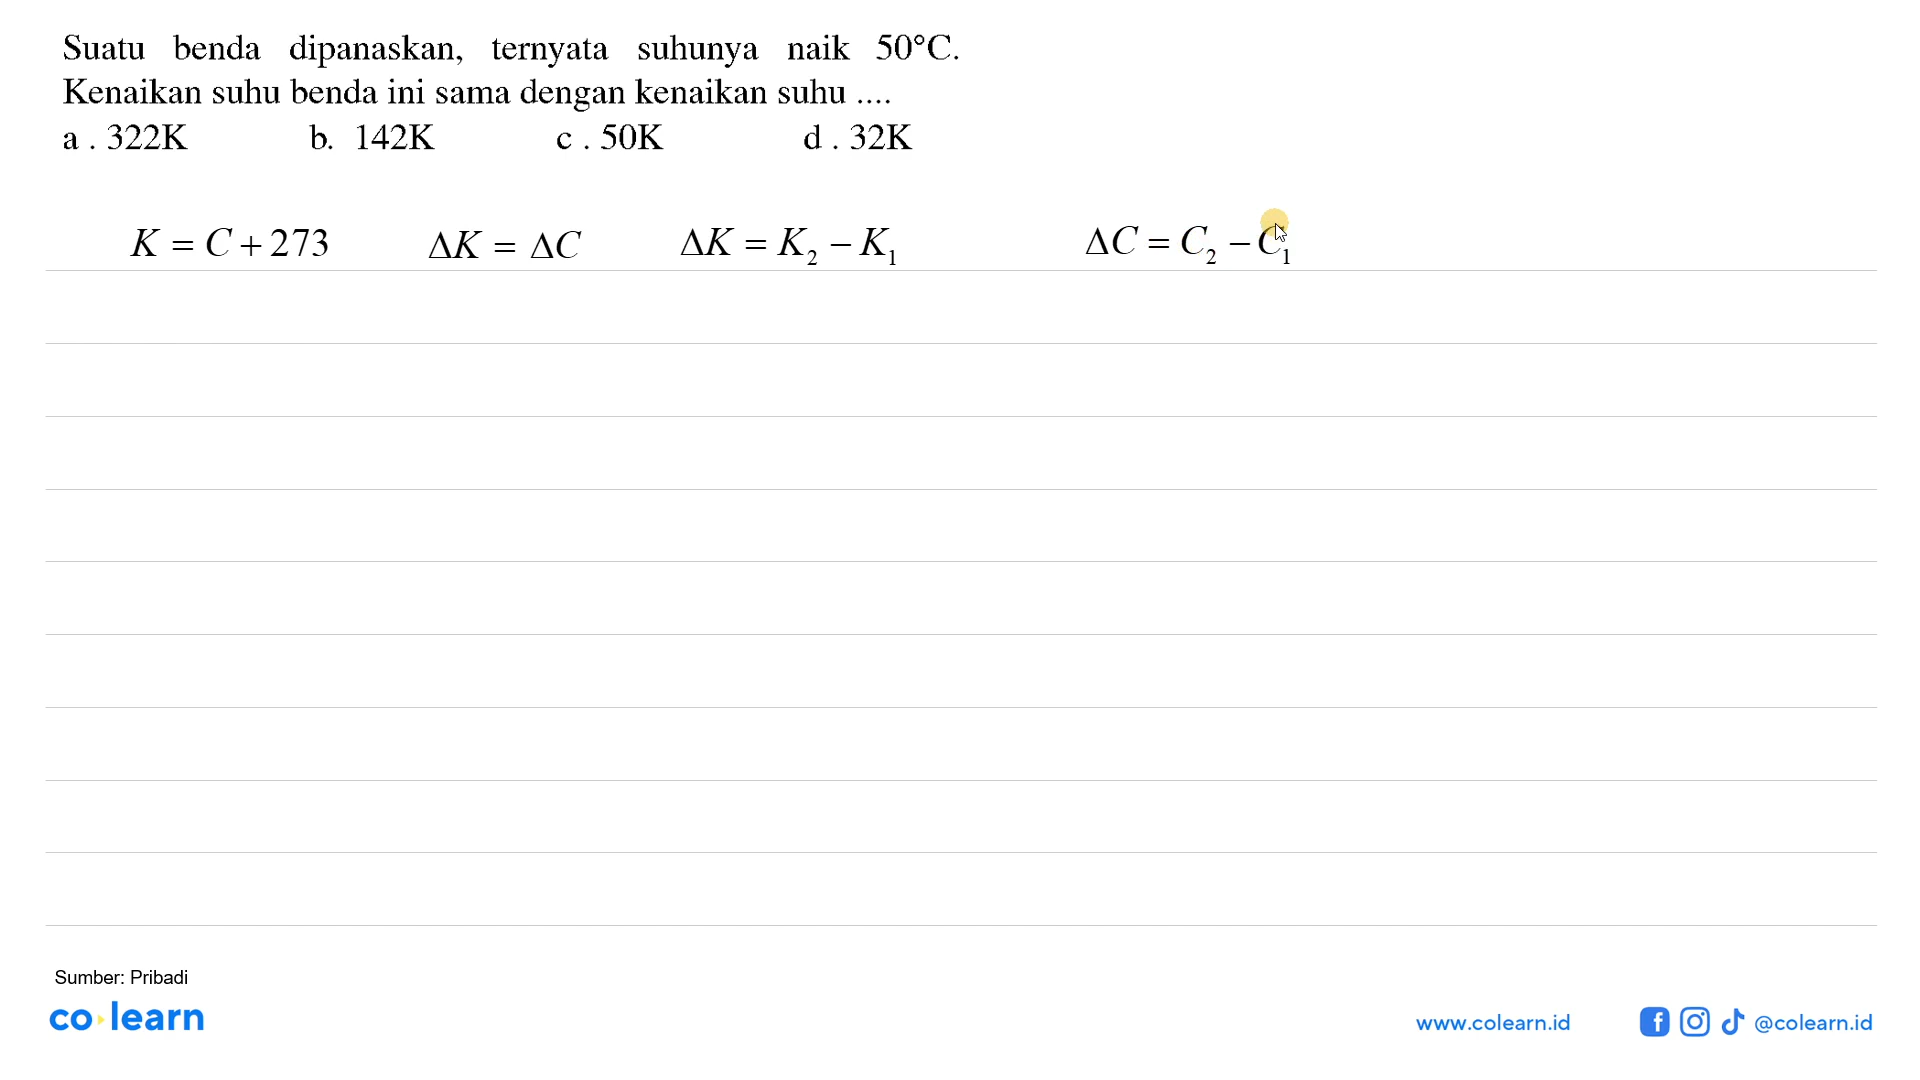 Suatu benda dipanaskan, ternyata suhunya naik 50°C.
Kenaikan suhu benda ini sama dengan kenaikan suhu ....
a . 322K b. 142K c . 50K d . 32K
K = C + 273 ΔK = ΔC ΔK = K₂ − K₁ ΔC = C₂ − C₁
Sumber: Pribadi
co learn
www.colearn.id @colearn.id